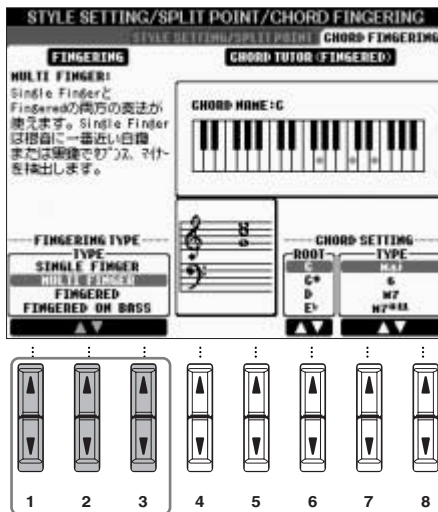 STYLE SETTING/SPLIT POINT/CHORD FINGERING
STYLE SETTING/SPLIT POINT CHORD FINGERING
FINGERING
CHORD TUTOR (FINGERED)
MULTI FINGER:
Single Fingerと
Fingeredの両方の奏法が
使えます。Single Finger
は根音に一番近い白鍵
または黒鍵でセブンス、マイナー
を検出します。
CHORD NAME:C
FINGERING TYPE
TYPE
SINGLE FINGER
MULTI FINGER
FINGERED
FINGERED ON BASS
CHORD SETTING
ROOT
TYPE
C
MAJ
C#
6
D
M7
E♭
1 2 3 4 5 6 7 8